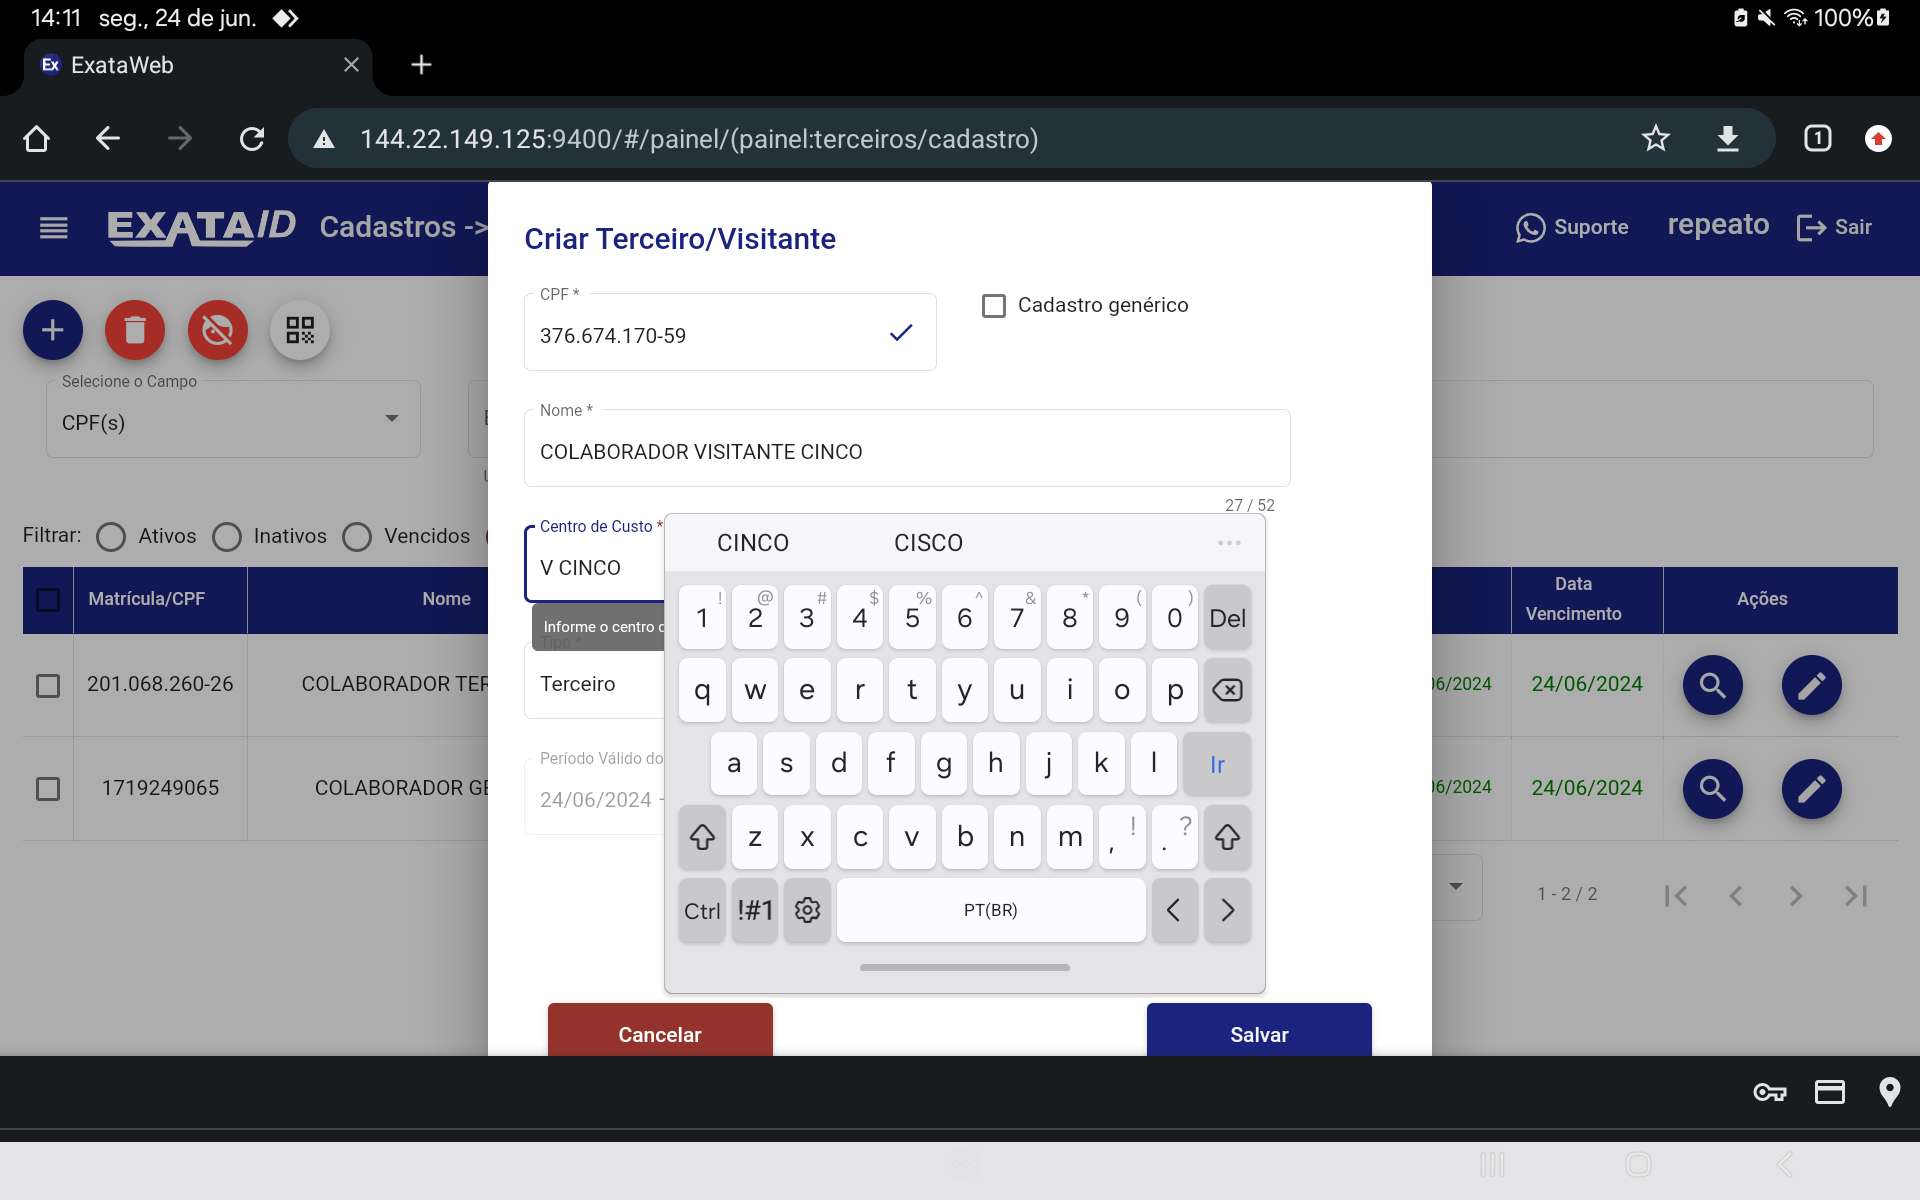 14:11 seg., 24 de jun.
100%
Ex ExataWeb
144.22.149.125:9400/#/painel/(painel:terceiros/cadastro)
1
EXATAID Cadastros ->
Suporte repeato Sair
Criar Terceiro/Visitante
CPF *
376.674.170-59
Cadastro genérico
Selecione o Campo
CPF(s)
Nome *
COLABORADOR VISITANTE CINCO
27 / 52
Filtrar: Ativos Inativos Vencidos
Centro de Custo *
V CINCO
Informe o centro
Tipo *
Terceiro
Período Válido do
24/06/2024 -
Matrícula/CPF Nome Data Vencimento Ações
201.068.260-26 COLABORADOR TER 06/2024 24/06/2024
1719249065 COLABORADOR GE 06/2024 24/06/2024
1 - 2 / 2
CINCO CISCO ...
! @ # $ % ^ & * ( )
1 2 3 4 5 6 7 8 9 0 Del
q w e r t y u i o p
a s d f g h j k l Ir
z x c v b n m , ! . ?
Ctrl !#1 PT(BR) < >
Cancelar Salvar